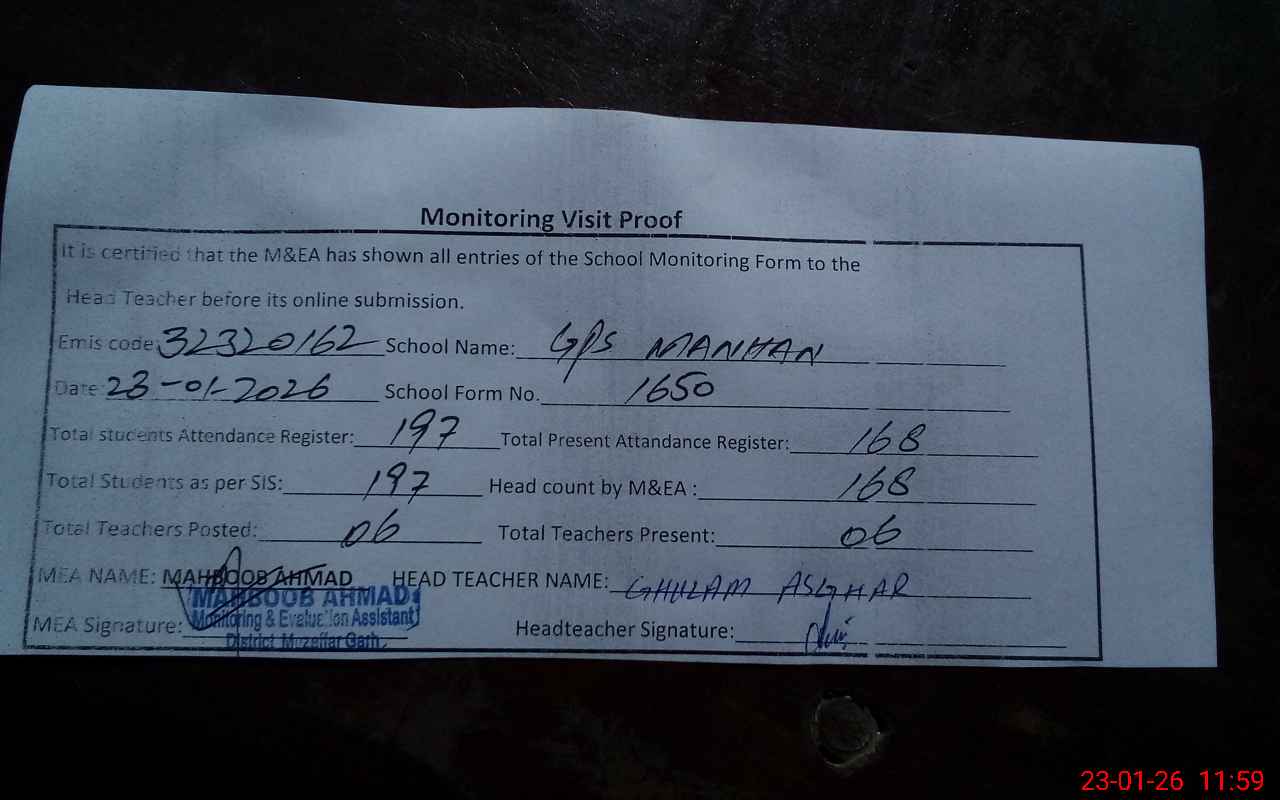 Monitoring Visit Proof
It is certified that the M&EA has shown all entries of the School Monitoring Form to the
Head Teacher before its online submission.
Emis code: 32320162 School Name: GPS MANHAN
Date: 23-01-2026 School Form No. 1650
Total students Attendance Register: 197 Total Present Attandance Register: 168
Total Students as per SIS: 197 Head count by M&EA : 168
Total Teachers Posted: 06 Total Teachers Present: 06
MEA NAME: MAHBOOB AHMAD HEAD TEACHER NAME: GHULAM ASGHAR
MAHBOOB AHMAD
Monitoring & Evaluation Assistant
District Muzaffar Garh
MEA Signature: Headteacher Signature:
23-01-26 11:59